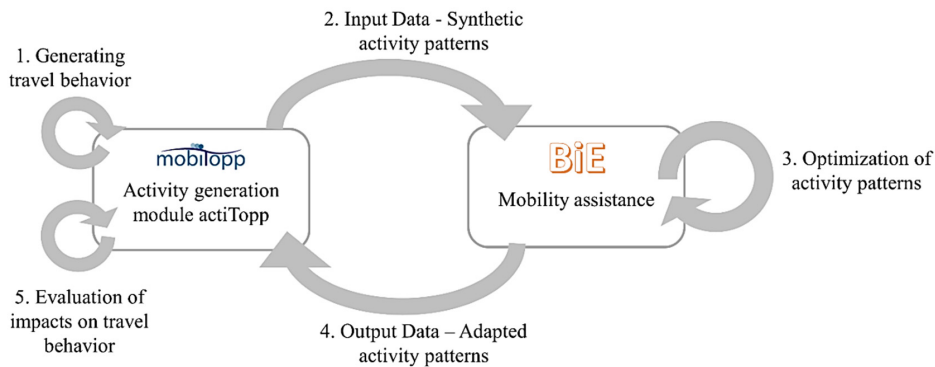 2. Input Data - Synthetic
activity patterns
1. Generating
travel behavior
mobitopp
Activity generation
module actiTopp
BiE
Mobility assistance
3. Optimization of
activity patterns
5. Evaluation of
impacts on travel
behavior
4. Output Data – Adapted
activity patterns